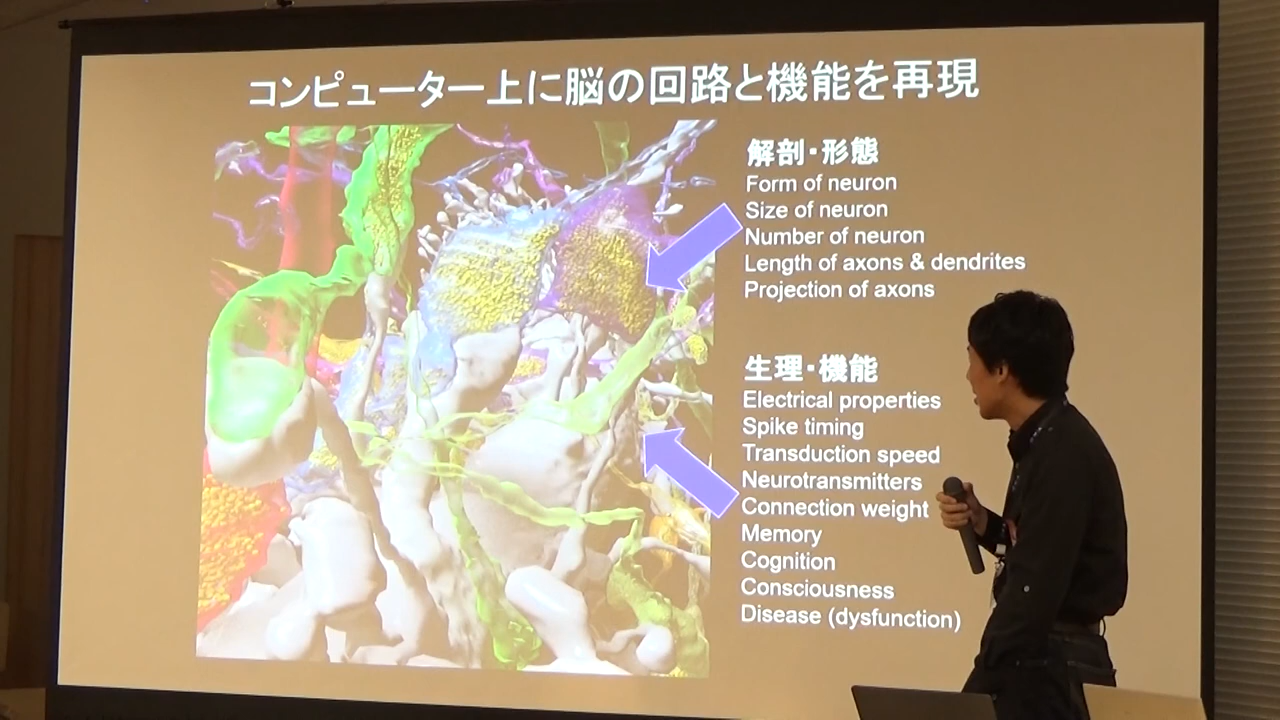 コンピューター上に脳の回路と機能を再現
解剖・形態
Form of neuron
Size of neuron
Number of neuron
Length of axons & dendrites
Projection of axons
生理・機能
Electrical properties
Spike timing
Transduction speed
Neurotransmitters
Connection weight
Memory
Cognition
Consciousness
Disease (dysfunction)